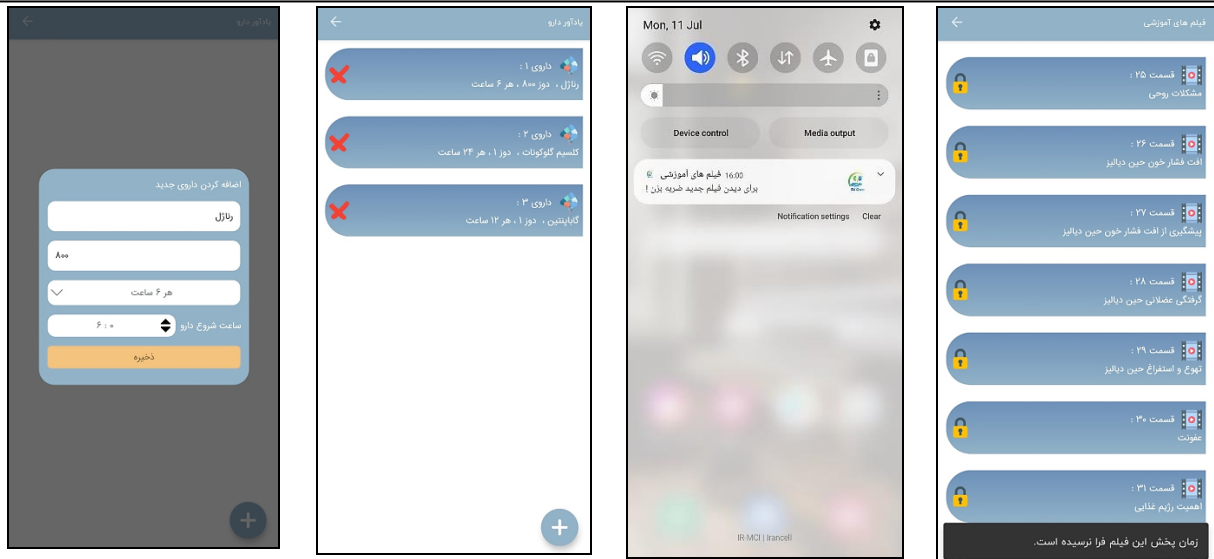 یادآور دارو
اضافه کردن داروی جدید
رناژل
۸۰۰
هر ۶ ساعت
ساعت شروع دارو
۶ : ۰
ذخیره
یادآور دارو
داروی ۱ :
رناژل ، دوز ۸۰۰ ، هر ۶ ساعت
داروی ۲ :
کلسیم گلوکونات ، دوز ۱ ، هر ۲۴ ساعت
داروی ۳ :
گاباپنتین ، دوز ۱ ، هر ۱۲ ساعت
Mon, 11 Jul
Device control
Media output
فیلم های آموزشی 16:00
برای دیدن فیلم جدید ضربه بزن !
Notification settings Clear
IR-MCI | Irancell
فیلم های آموزشی
قسمت ۲۵ :
مشکلات روحی
قسمت ۲۶ :
افت فشار خون حین دیالیز
قسمت ۲۷ :
پیشگیری از افت فشار خون حین دیالیز
قسمت ۲۸ :
گرفتگی عضلانی حین دیالیز
قسمت ۲۹ :
تهوع و استفراغ حین دیالیز
قسمت ۳۰ :
عفونت
قسمت ۳۱ :
اهمیت رژیم غذایی
زمان پخش این فیلم فرا نرسیده است.